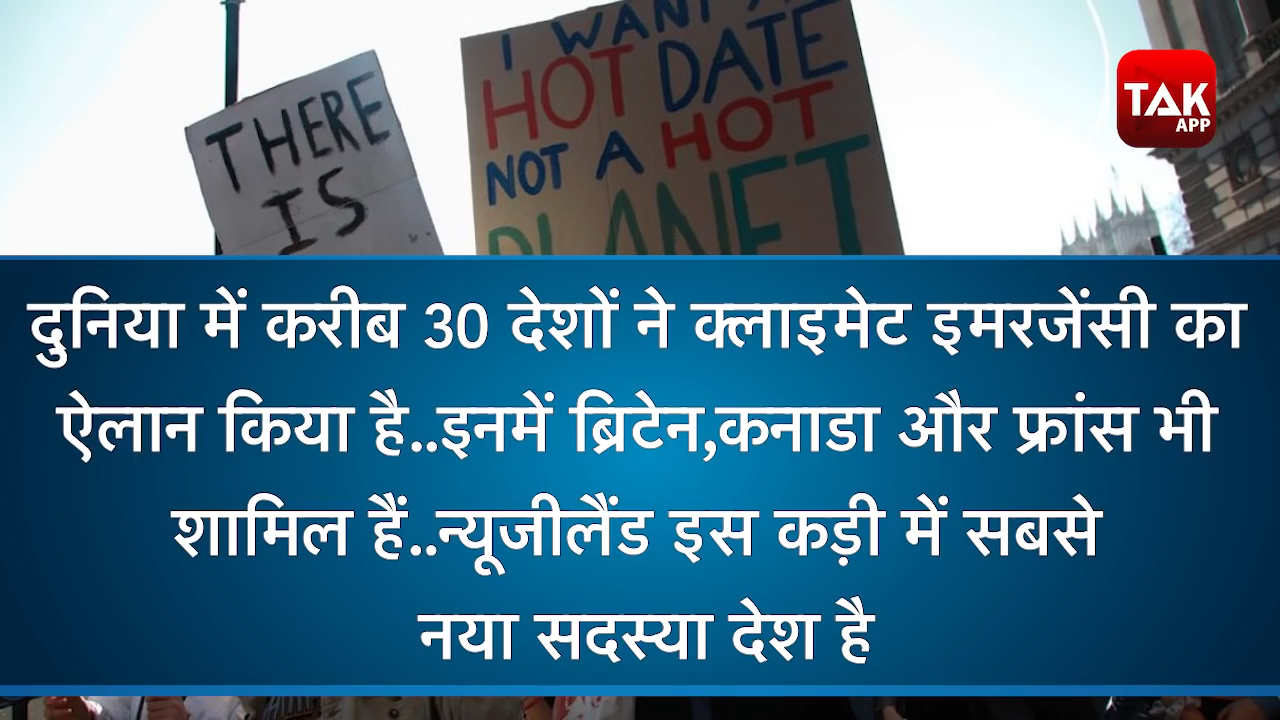 THERE
IS
I WANT A
HOT DATE
NOT A HOT
PLANET
TAK
APP
दुनिया में करीब 30 देशों ने क्लाइमेट इमरजेंसी का
ऐलान किया है..इनमें ब्रिटेन,कनाडा और फ्रांस भी
शामिल हैं..न्यूजीलैंड इस कड़ी में सबसे
नया सदस्या देश है